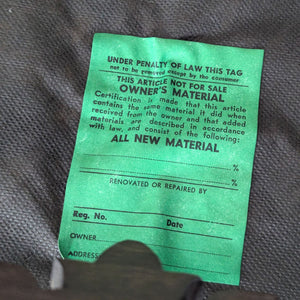 UNDER PENALTY OF LAW THIS TAG
not to be removed except by the consumer
THIS ARTICLE NOT FOR SALE
OWNER'S MATERIAL
Certification is made that this article
contains the same material it did when
received from the owner and that added
materials are described in accordance
with law, and consist of the following:
ALL NEW MATERIAL
%
%
RENOVATED OR REPAIRED BY
Reg. No. Date
OWNER
ADDRESS